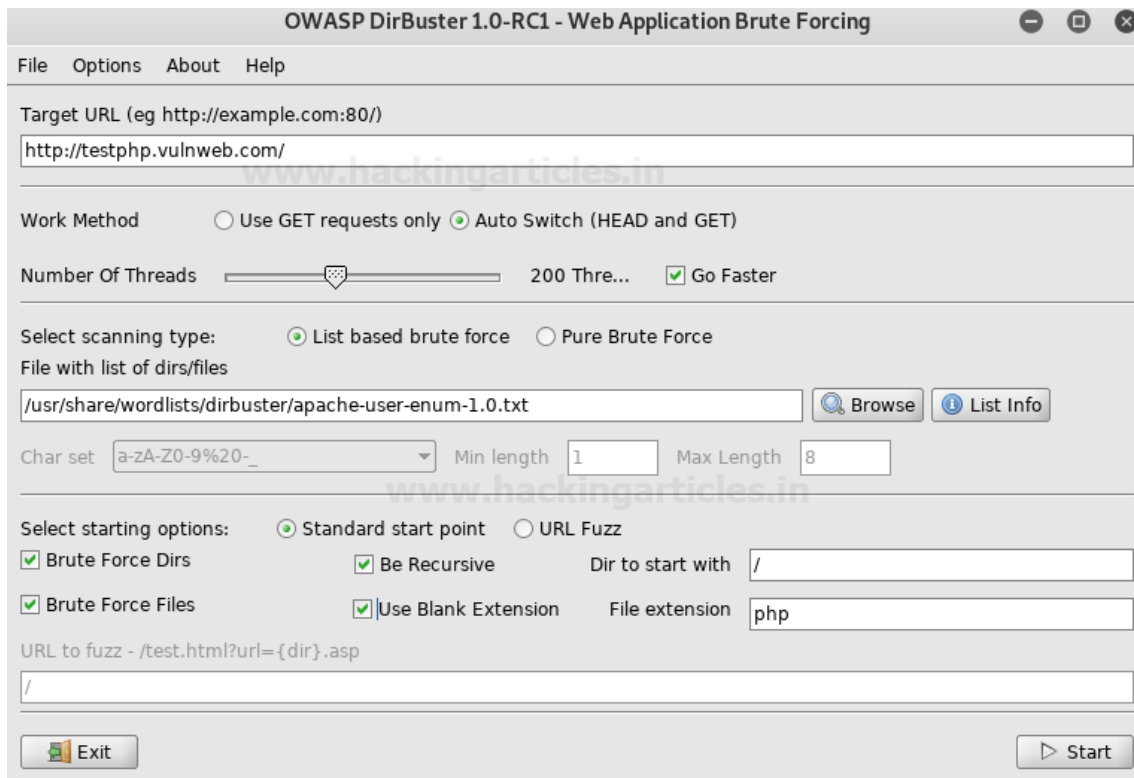 OWASP DirBuster 1.0-RC1 - Web Application Brute Forcing
File Options About Help
Target URL (eg http://example.com:80/)
http://testphp.vulnweb.com/
www.hackingarticles.in
Work Method Use GET requests only Auto Switch (HEAD and GET)
Number Of Threads 200 Thre... Go Faster
Select scanning type: List based brute force Pure Brute Force
File with list of dirs/files
/usr/share/wordlists/dirbuster/apache-user-enum-1.0.txt Browse List Info
Char set a-zA-Z0-9%20-_ Min length 1 Max Length 8
www.hackingarticles.in
Select starting options: Standard start point URL Fuzz
Brute Force Dirs Be Recursive Dir to start with /
Brute Force Files Use Blank Extension File extension php
URL to fuzz - /test.html?url={dir}.asp
/
Exit Start